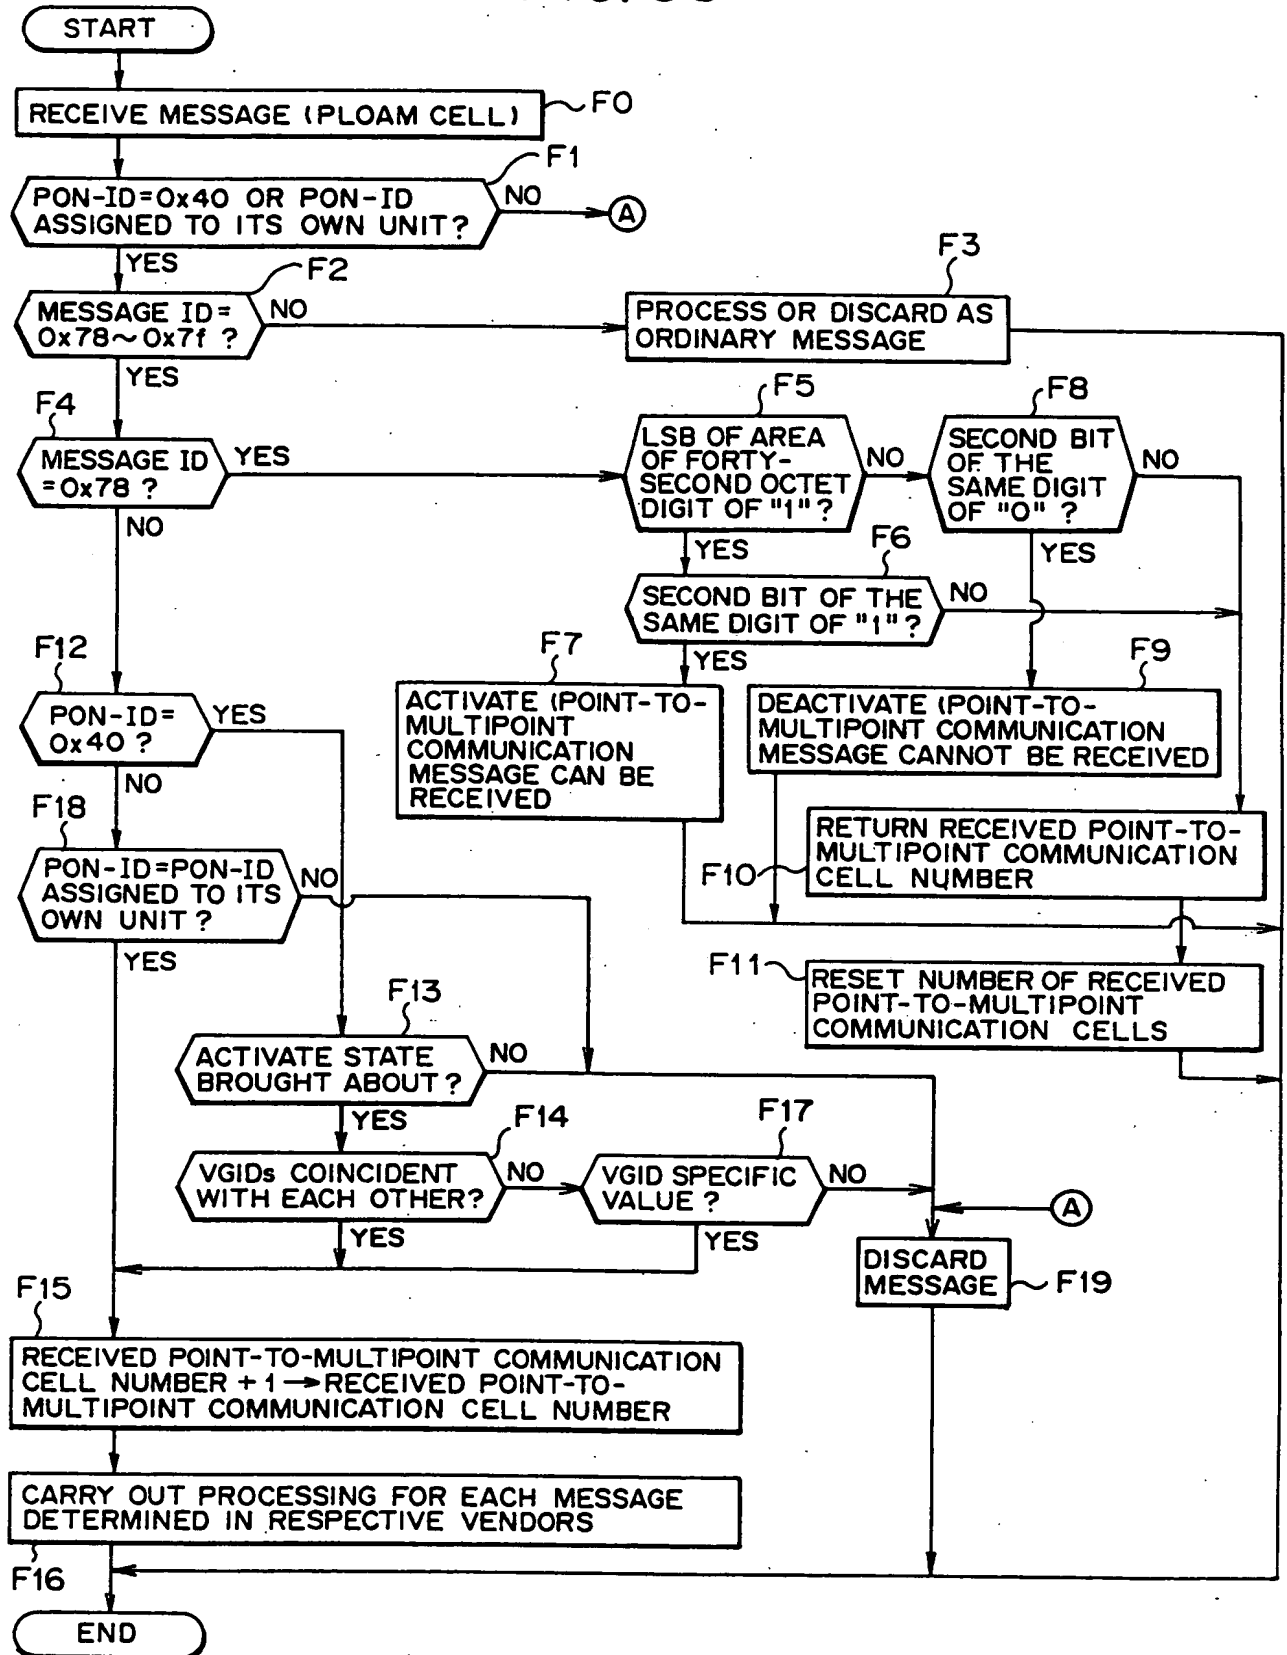 START
RECEIVE MESSAGE (PLOAM CELL)
F0
F1
PON-ID=0x40 OR PON-ID
ASSIGNED TO ITS OWN UNIT?
NO
A
YES
F2
MESSAGE ID=
0x78~0x7f ?
NO
F3
PROCESS OR DISCARD AS
ORDINARY MESSAGE
YES
F4
MESSAGE ID
=0x78 ?
YES
NO
F5
LSB OF AREA
OF FORTY-
SECOND OCTET
DIGIT OF "1" ?
NO
YES
F8
SECOND BIT
OF THE
SAME DIGIT
OF "0" ?
NO
YES
F6
SECOND BIT OF THE
SAME DIGIT OF "1" ?
NO
YES
F7
ACTIVATE (POINT-TO-
MULTIPOINT
COMMUNICATION
MESSAGE CAN BE
RECEIVED
F9
DEACTIVATE (POINT-TO-
MULTIPOINT COMMUNICATION
MESSAGE CANNOT BE RECEIVED
F10
RETURN RECEIVED POINT-TO-
MULTIPOINT COMMUNICATION
CELL NUMBER
F11
RESET NUMBER OF RECEIVED
POINT-TO-MULTIPOINT
COMMUNICATION CELLS
F12
PON-ID=
0x40 ?
YES
NO
F18
PON-ID=PON-ID
ASSIGNED TO ITS
OWN UNIT ?
NO
YES
F13
ACTIVATE STATE
BROUGHT ABOUT ?
NO
YES
F14
VGIDs COINCIDENT
WITH EACH OTHER?
NO
YES
F17
VGID SPECIFIC
VALUE ?
NO
YES
A
DISCARD
MESSAGE
F19
F15
RECEIVED POINT-TO-MULTIPOINT COMMUNICATION
CELL NUMBER + 1 → RECEIVED POINT-TO-
MULTIPOINT COMMUNICATION CELL NUMBER
CARRY OUT PROCESSING FOR EACH MESSAGE
DETERMINED IN RESPECTIVE VENDORS
F16
END